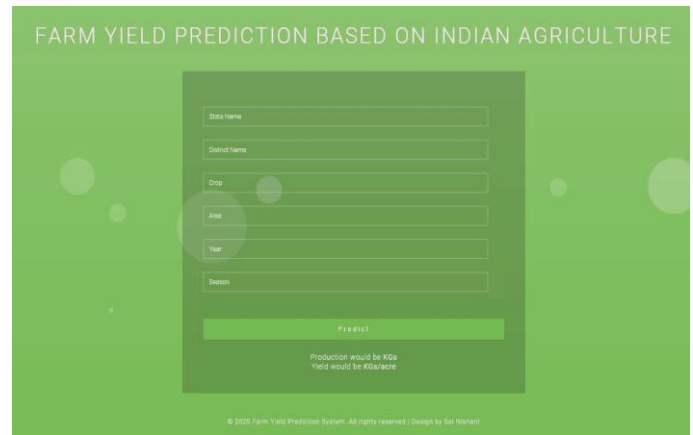 FARM YIELD PREDICTION BASED ON INDIAN AGRICULTURE
State Name
District Name
Crop
Area
Year
Season
Predict
Production would be KGs
Yield would be KGs/acre
© 2020 Farm Yield Prediction System. All rights reserved | Design by Sai Nishant